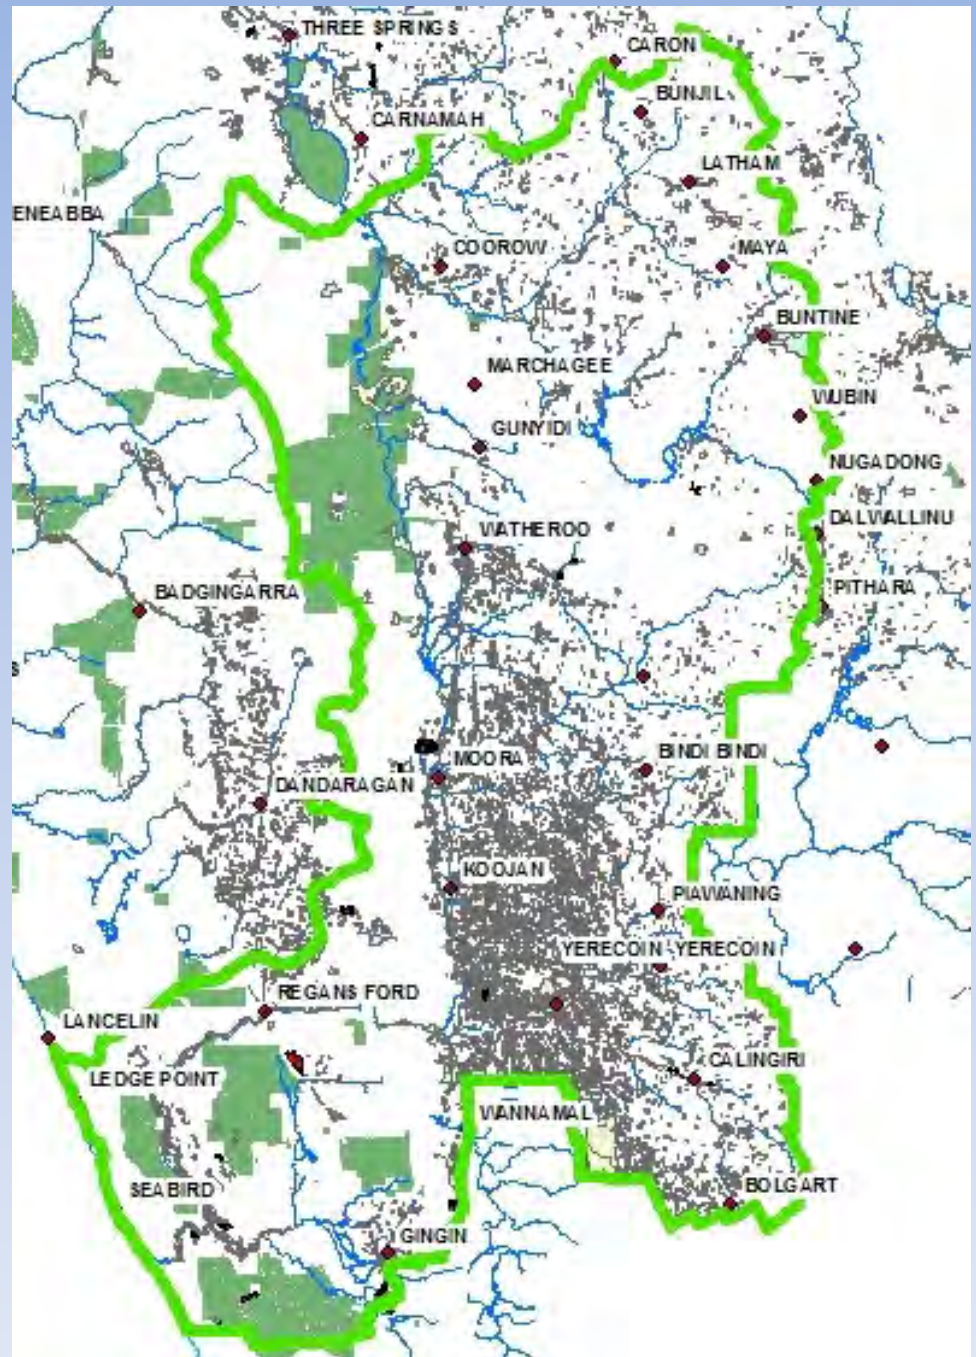 THREE SPRINGS
CARON
BUNJIL
CARNAMAH
LATHAM
ENEABBA
COOROW
MAYA
BUNTINE
MARCHAGEE
WUBIN
GUNYIDI
NUGADONG
DALWALLINU
WATHEROO
PITHARA
BADGINGARRA
S
BINDI BINDI
MOORA
DANDARAGAN
KOOJAN
PIAWANING
YERECOIN YERECOIN
REGANS FORD
LANCELIN
CALINGIRI
LEDGE POINT
WANNAMAL
SEABIRD
BOLGART
GINGIN